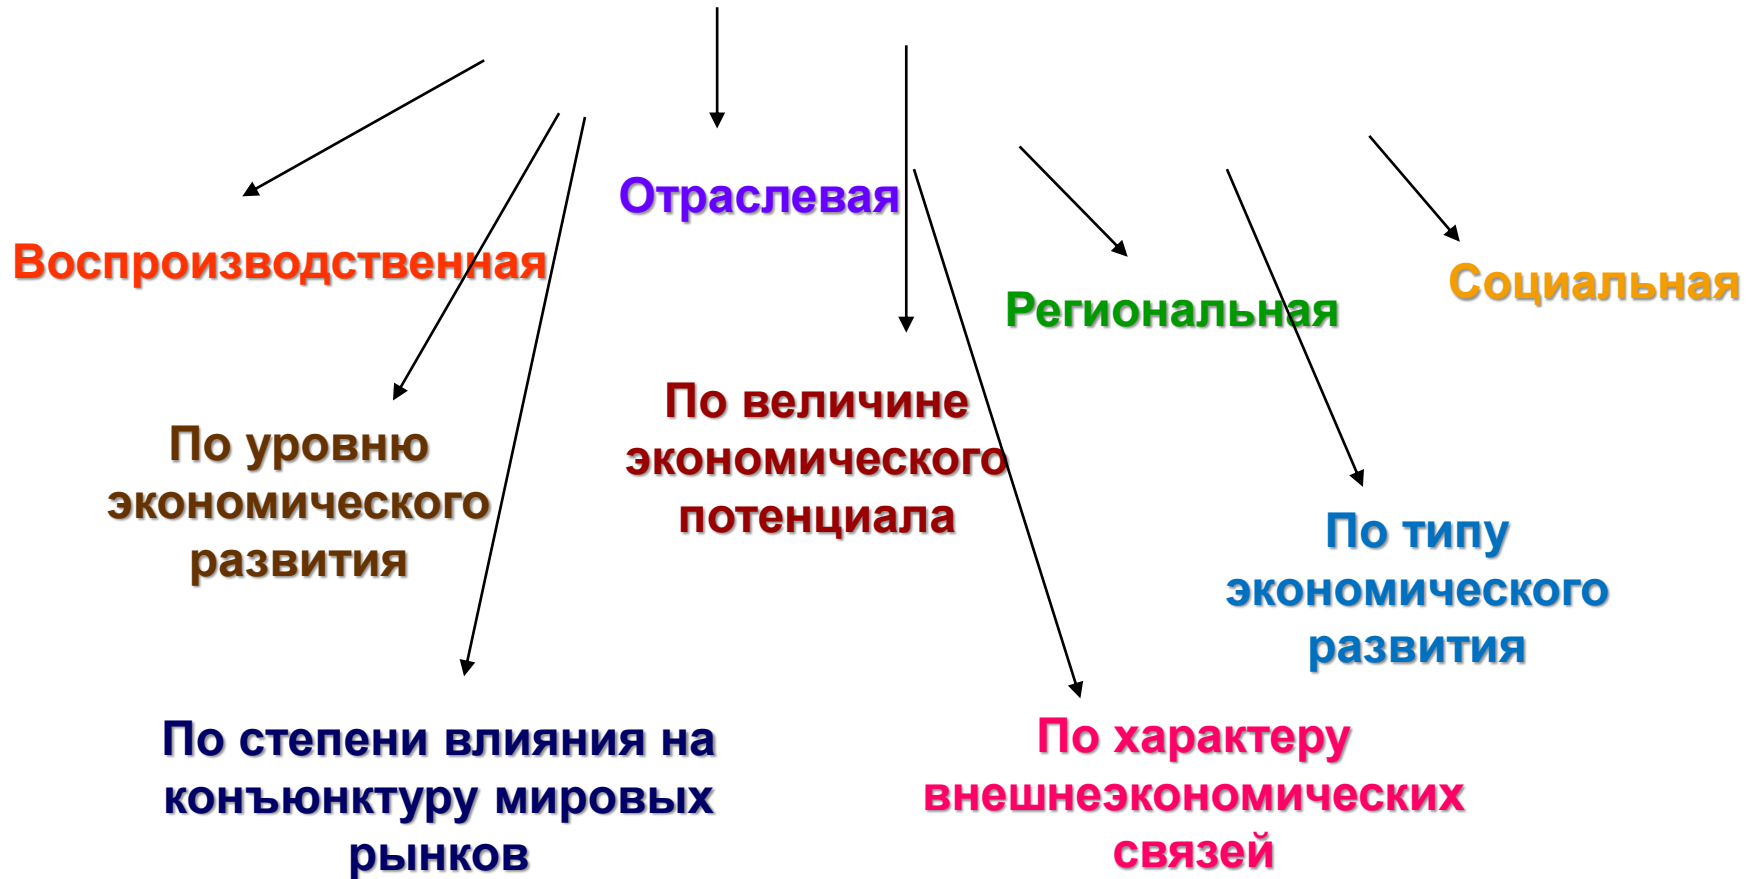 Отраслевая
Воспроизводственная
Региональная
Социальная
По уровню
экономического
развития
По величине
экономического
потенциала
По типу
экономического
развития
По степени влияния на
конъюнктуру мировых
рынков
По характеру
внешнеэкономических
связей